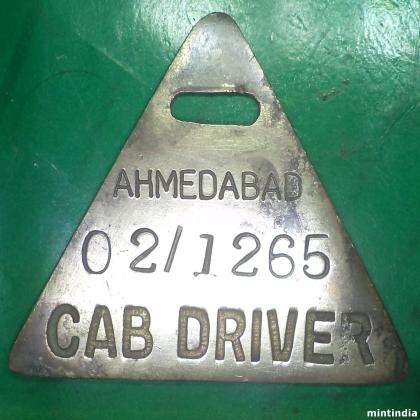 AHMEDABAD
02/1265
CAB DRIVER
mintindia